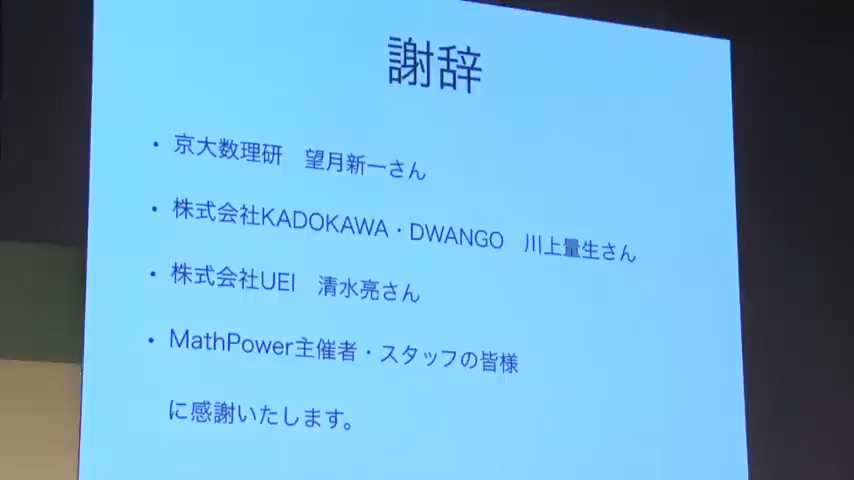 謝辞
・ 京大数理研　望月新一さん
・ 株式会社KADOKAWA・DWANGO　川上量生さん
・ 株式会社UEI　清水亮さん
・ MathPower主催者・スタッフの皆様
に感謝いたします。